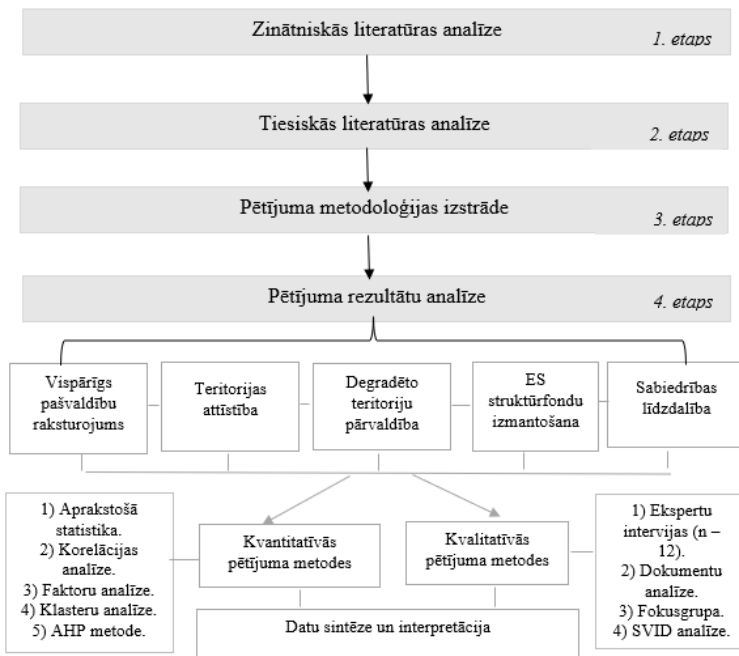 Zinātniskās literatūras analīze
1. etaps
Tiesiskās literatūras analīze
2. etaps
Pētījuma metodoloģijas izstrāde
3. etaps
Pētījuma rezultātu analīze
4. etaps
Vispārīgs
pašvaldību
raksturojums
Teritorijas
attīstība
Degradēto
teritoriju
pārvaldība
ES
struktūrfondu
izmantošana
Sabiedrības
līdzdalība
1) Aprakstošā
statistika.
2) Korelācijas
analīze.
3) Faktoru analīze.
4) Klasteru analīze.
5) AHP metode.
Kvantitatīvās
pētījuma metodes
Kvalitatīvās
pētījuma metodes
1) Ekspertu
intervijas (n –
12).
2) Dokumentu
analīze.
3) Fokusgrupa.
4) SVID analīze.
Datu sintēze un interpretācija